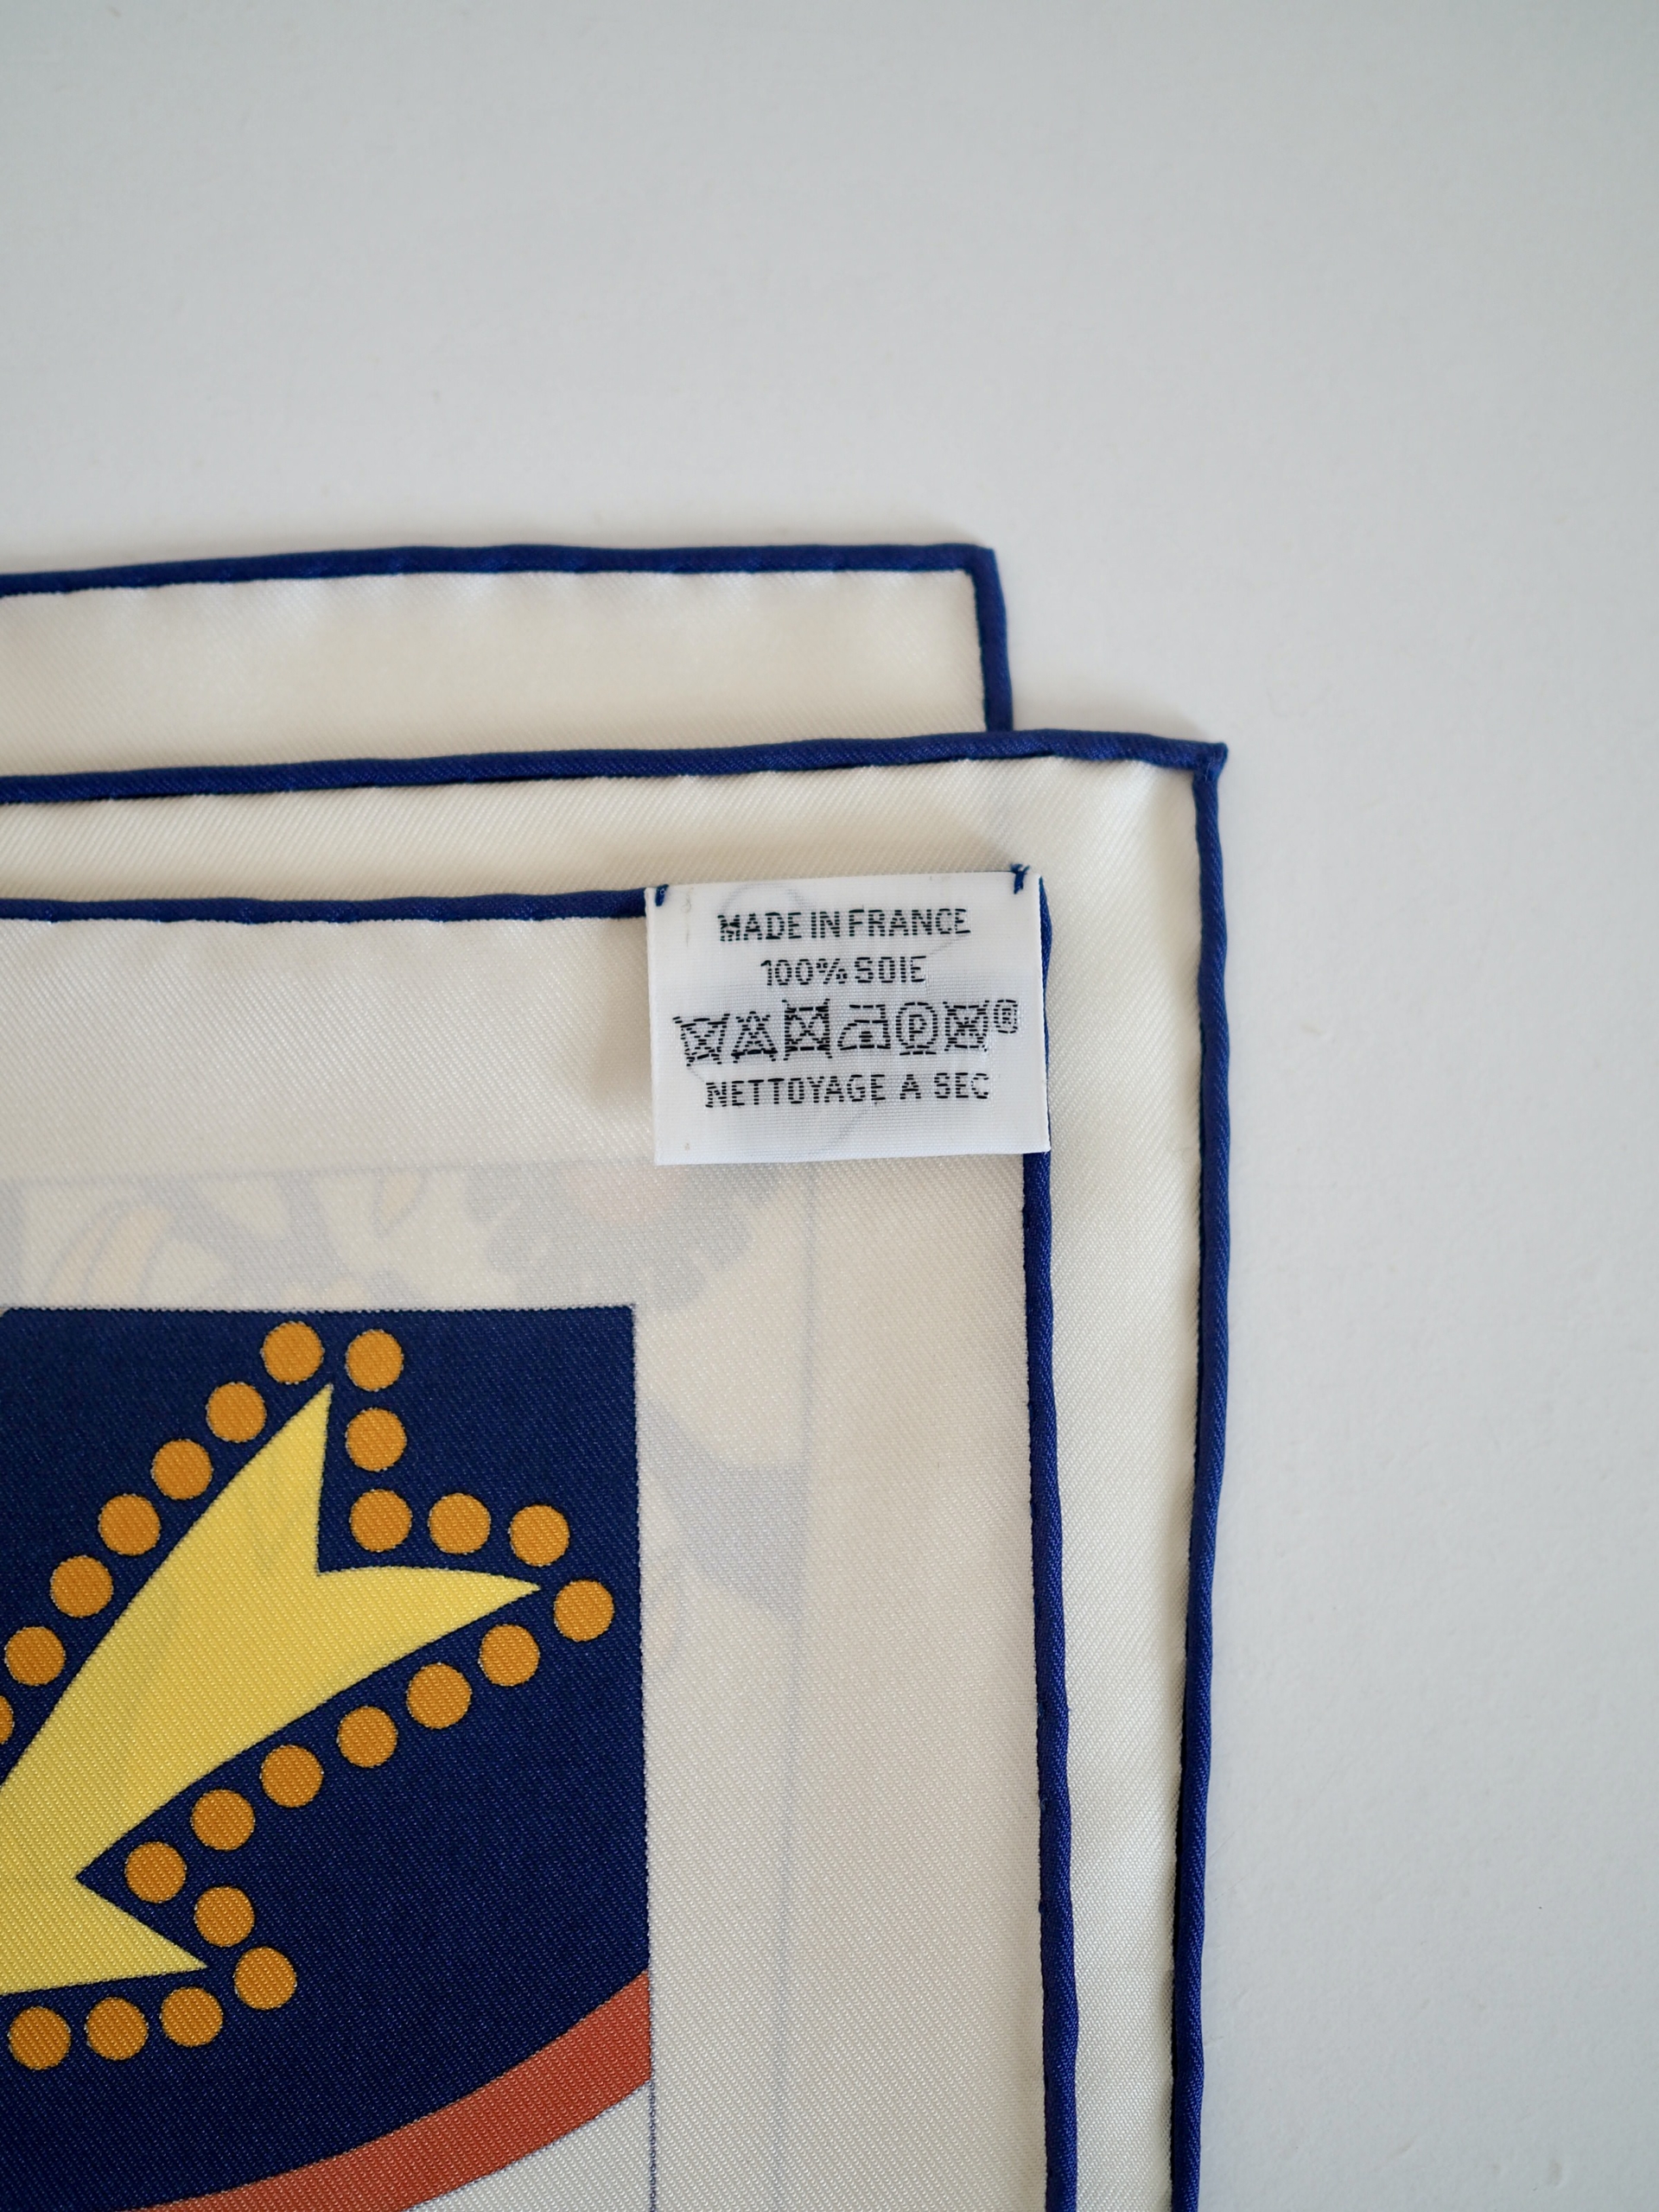 MADE IN FRANCE
100% SOIE
P ®
NETTOYAGE A SEC